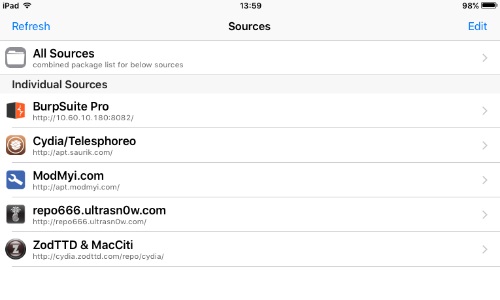 iPad 13:59 98%
Refresh Sources Edit
All Sources
combined package list for below sources
Individual Sources
BurpSuite Pro
http://10.60.10.180:8082/
Cydia/Telesphoreo
http://apt.saurik.com/
ModMyi.com
http://apt.modmyi.com/
repo666.ultrasn0w.com
http://repo666.ultrasn0w.com/
ZodTTD & MacCiti
http://cydia.zodttd.com/repo/cydia/